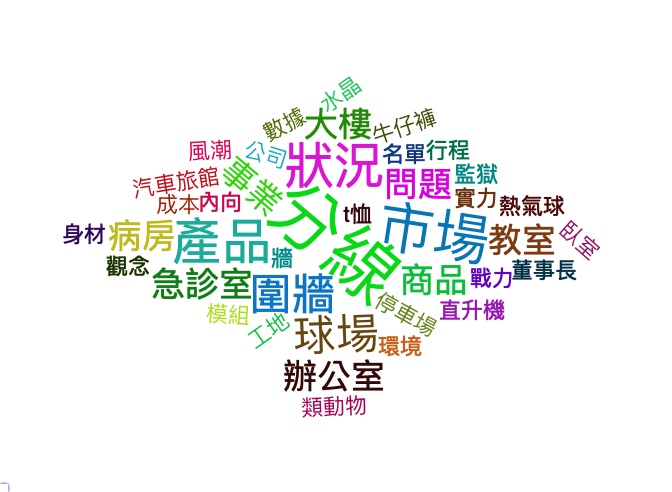 水晶
數據
大樓
牛仔褲
風潮
公司
狀況
名單
行程
汽車旅館
事業
問題
監獄
成本
內向
分線
t恤
實力
熱氣球
身材
病房
產品
牆
市場
教室
臥室
觀念
急診室
圍牆
商品
戰力
董事長
模組
工地
球場
停車場
直升機
環境
辦公室
類動物